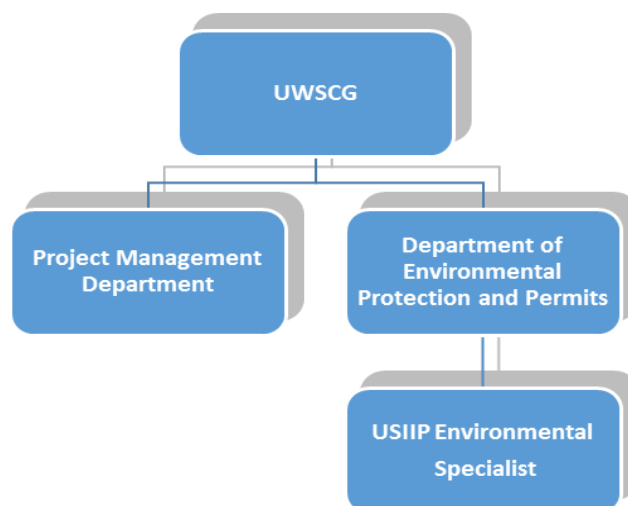 UWSCG
Project Management
Department
Department of
Environmental
Protection and Permits
USIIP Environmental
Specialist